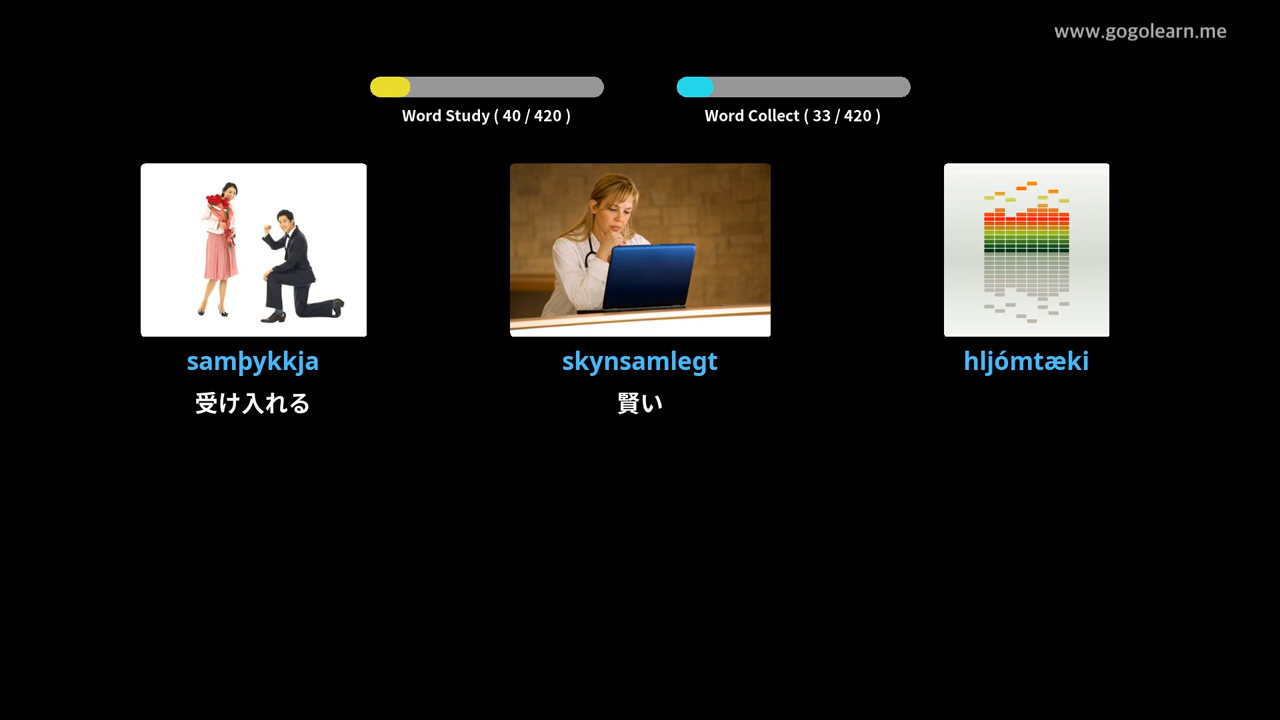 www.gogolearn.me
Word Study ( 40 / 420 )
Word Collect ( 33 / 420 )
samþykkja
skynsamlegt
hljómtæki
受け入れる
賢い